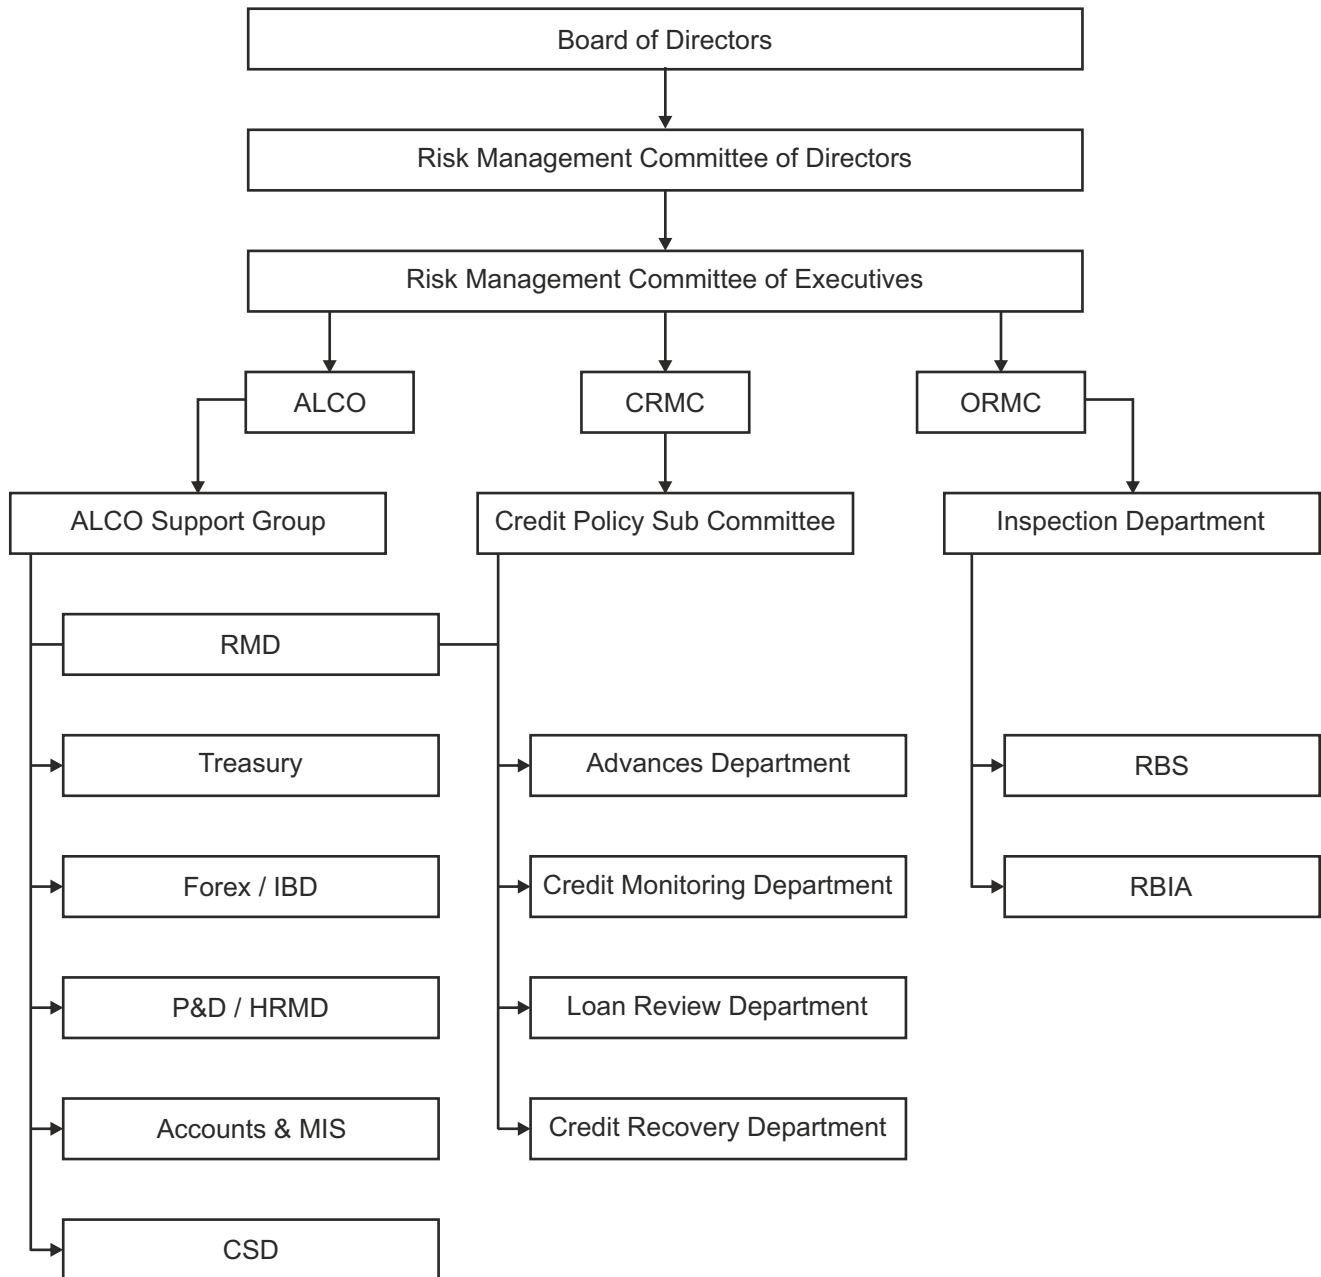 Board of Directors
Risk Management Committee of Directors
Risk Management Committee of Executives
ALCO
CRMC
ORMC
ALCO Support Group
Credit Policy Sub Committee
Inspection Department
RMD
Treasury
Advances Department
RBS
Forex / IBD
Credit Monitoring Department
RBIA
P&D / HRMD
Loan Review Department
Accounts & MIS
Credit Recovery Department
CSD